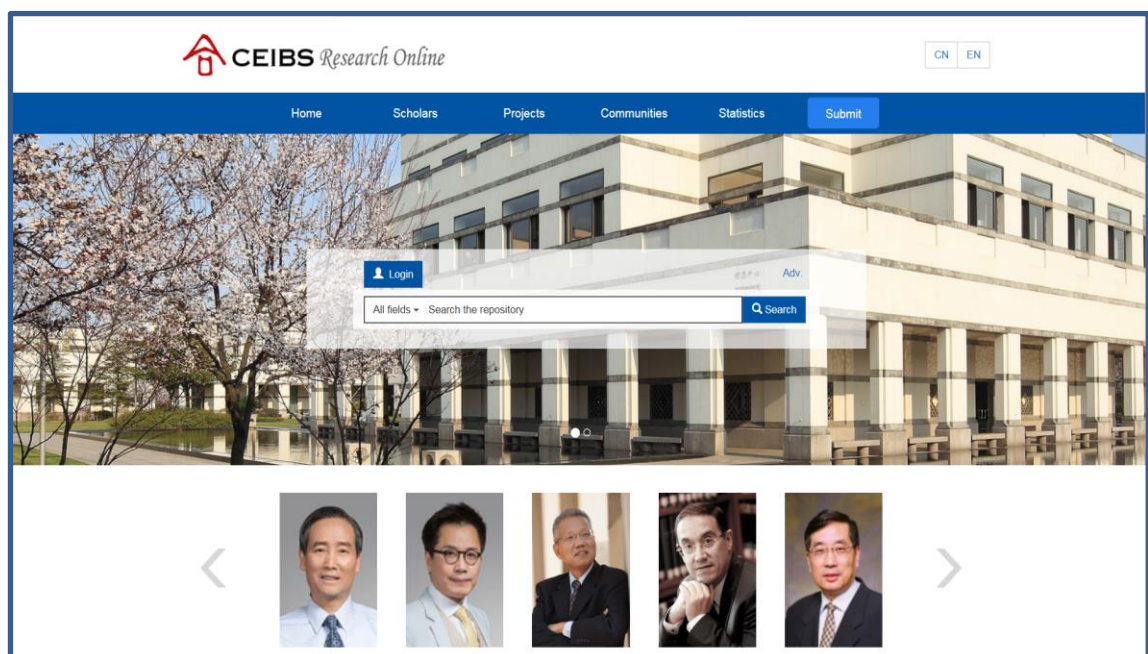 CEIBS Research Online
CN EN
Home Scholars Projects Communities Statistics Submit
Login Adv.
All fields Search the repository Search